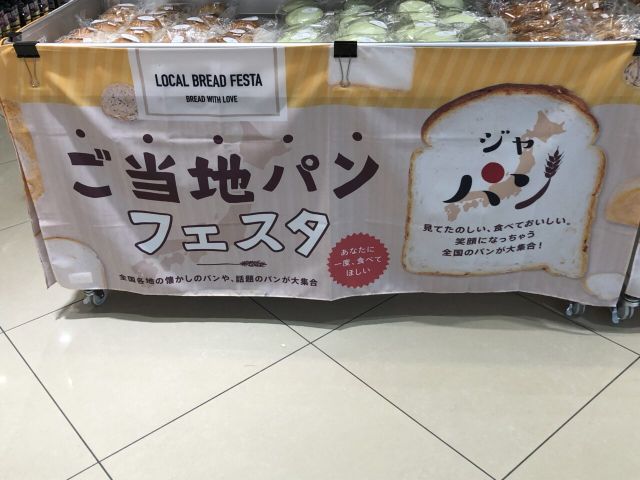 LOCAL BREAD FESTA
BREAD WITH LOVE
ご当地パン
フェスタ
全国各地の懐かしのパンや、話題のパンが大集合
あなたに
一度、食べて
ほしい
ジャ
パン
見てたのしい、食べておいしい。
笑顔になっちゃう
全国のパンが大集合!